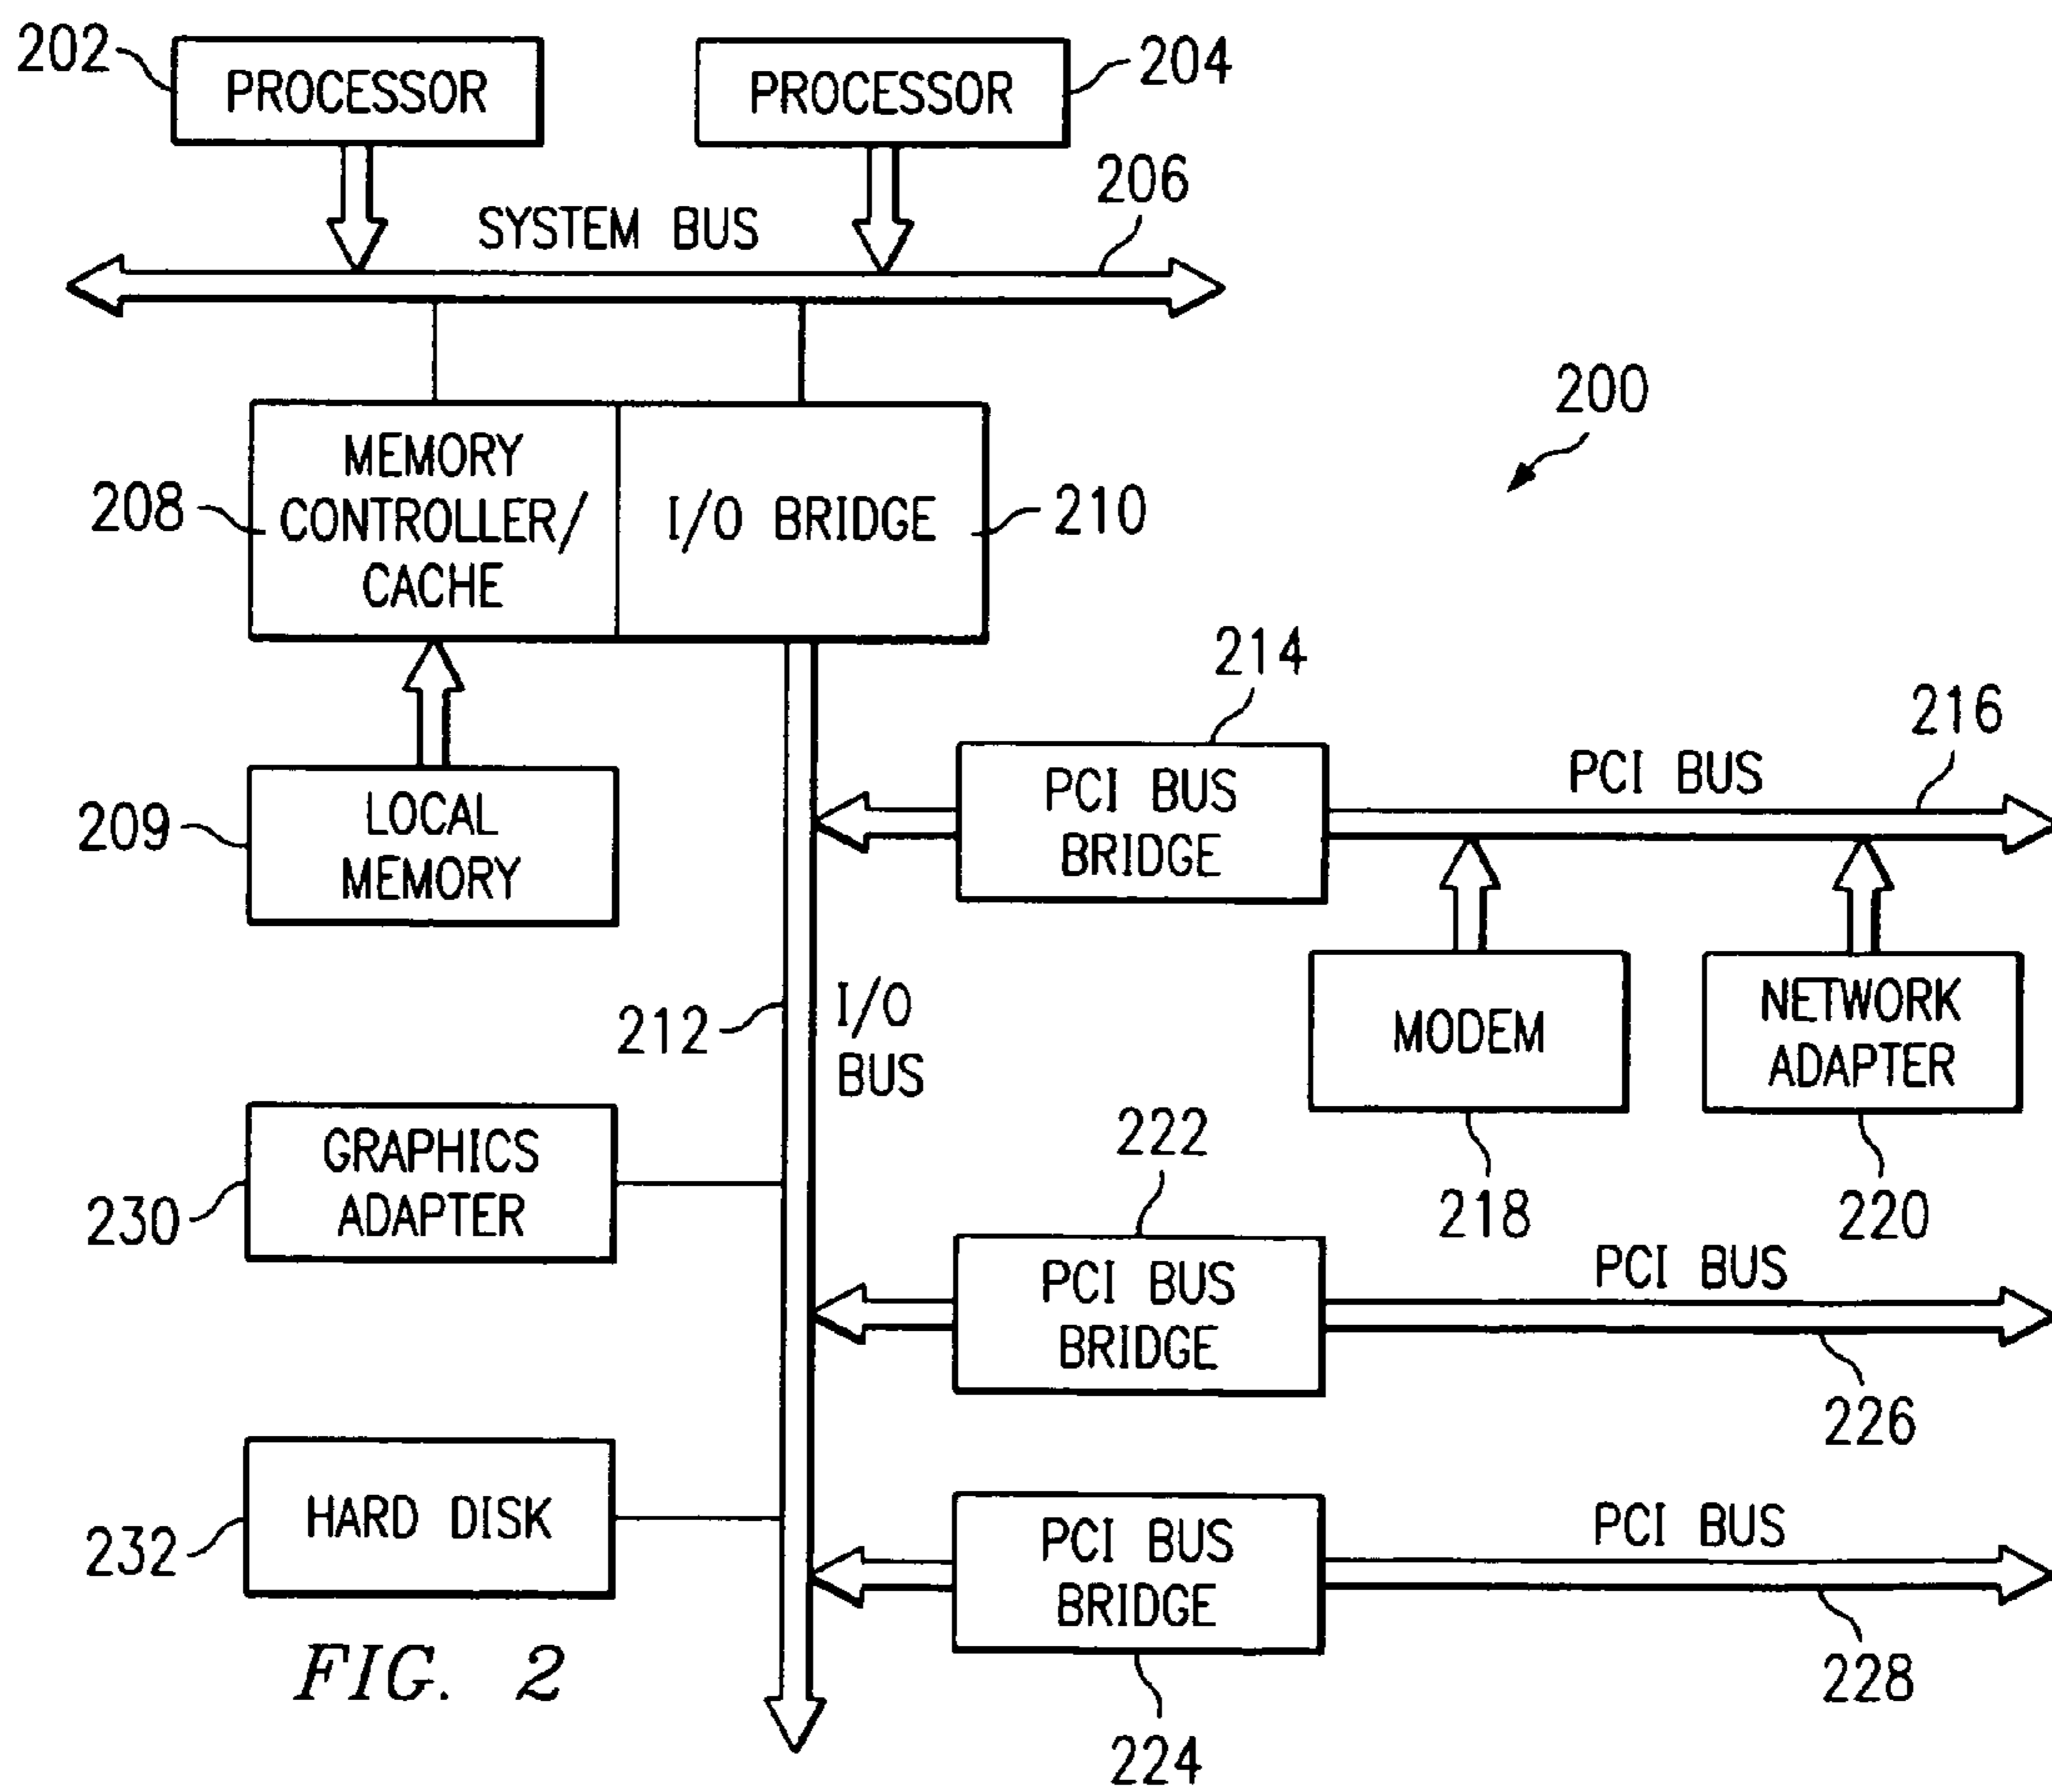 202
PROCESSOR
PROCESSOR
204
206
SYSTEM BUS
200
208
MEMORY
CONTROLLER/
CACHE
I/O BRIDGE
210
214
216
PCI BUS
BRIDGE
PCI BUS
209
LOCAL
MEMORY
212
I/O
BUS
MODEM
NETWORK
ADAPTER
218
220
230
GRAPHICS
ADAPTER
222
PCI BUS
BRIDGE
PCI BUS
226
232
HARD DISK
PCI BUS
BRIDGE
PCI BUS
228
224
FIG. 2